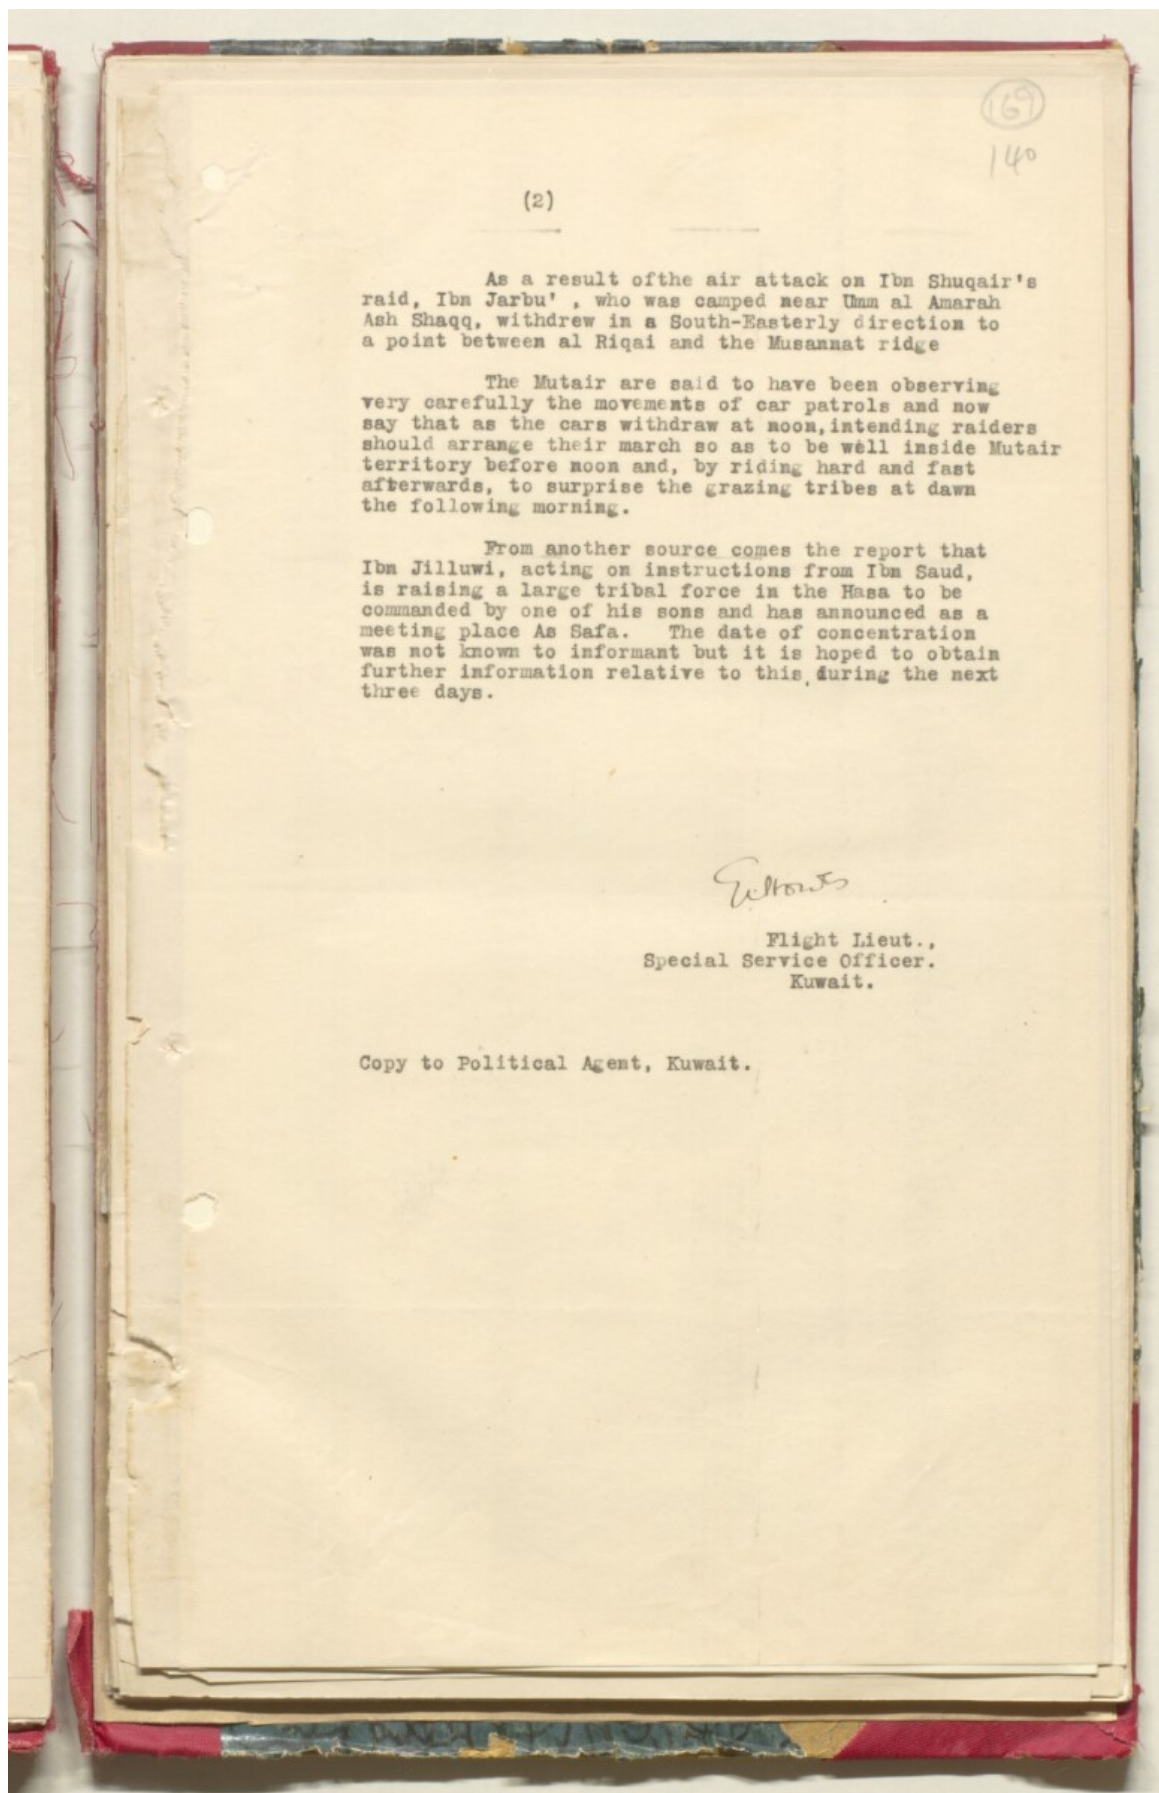 169
140
(2)
As a result ofthe air attack on Ibn Shuqair's
raid, Ibn Jarbu' , who was camped near Umm al Amarah
Ash Shaqq, withdrew in a South-Easterly direction to
a point between al Riqai and the Musannat ridge
The Mutair are said to have been observing
very carefully the movements of car patrols and now
say that as the cars withdraw at noon,intending raiders
should arrange their march so as to be well inside Mutair
territory before noon and, by riding hard and fast
afterwards, to surprise the grazing tribes at dawn
the following morning.
From another source comes the report that
Ibn Jilluwi, acting on instructions from Ibn Saud,
is raising a large tribal force in the Hasa to be
commanded by one of his sons and has announced as a
meeting place As Safa. The date of concentration
was not known to informant but it is hoped to obtain
further information relative to this, during the next
three days.
Flight Lieut.,
Special Service Officer.
Kuwait.
Copy to Political Agent, Kuwait.